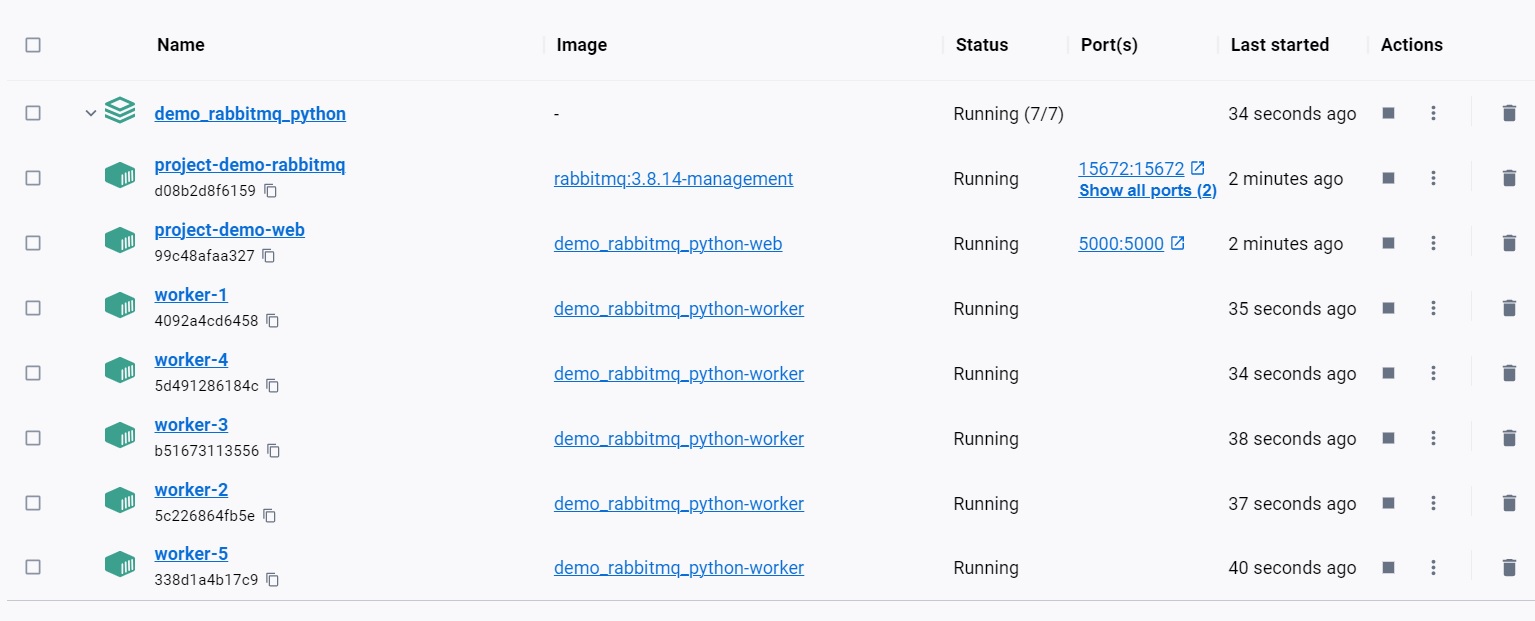 Name Image Status Port(s) Last started Actions
demo_rabbitmq_python - Running (7/7) 34 seconds ago
project-demo-rabbitmq
d08b2d8f6159
rabbitmq:3.8.14-management Running
15672:15672
Show all ports (2)
2 minutes ago
project-demo-web
99c48afaa327
demo_rabbitmq_python-web Running 5000:5000 2 minutes ago
worker-1
4092a4cd6458
demo_rabbitmq_python-worker Running 35 seconds ago
worker-4
5d491286184c
demo_rabbitmq_python-worker Running 34 seconds ago
worker-3
b51673113556
demo_rabbitmq_python-worker Running 38 seconds ago
worker-2
5c226864fb5e
demo_rabbitmq_python-worker Running 37 seconds ago
worker-5
338d1a4b17c9
demo_rabbitmq_python-worker Running 40 seconds ago